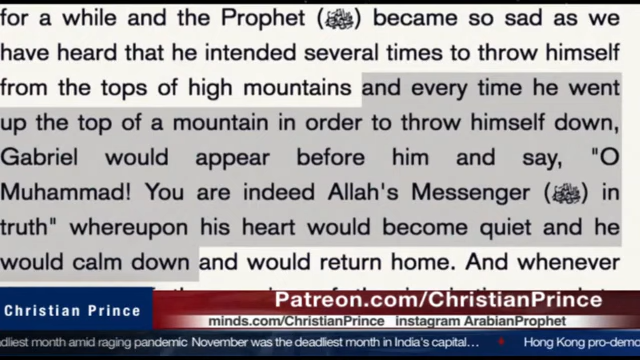 for a while and the Prophet (ﷺ) became so sad as we
have heard that he intended several times to throw himself
from the tops of high mountains and every time he went
up the top of a mountain in order to throw himself down,
Gabriel would appear before him and say, "O
Muhammad! You are indeed Allah's Messenger (ﷺ) in
truth" whereupon his heart would become quiet and he
would calm down and would return home. And whenever
Christian Prince
Patreon.com/ChristianPrince
minds.com/ChristianPrince instagram ArabianProphet
dliest month amid raging pandemic November was the deadliest month in India's capital... Hong Kong pro-demo